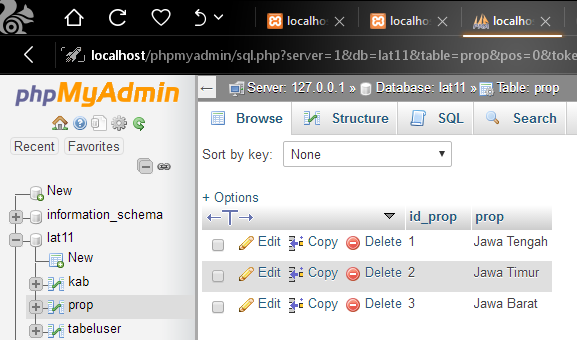 localhos
localhos
localhos
localhost/phpmyadmin/sql.php?server=1&db=lat11&table=prop&pos=0&toke
phpMyAdmin
Recent Favorites
New
information_schema
lat11
New
kab
prop
tabeluser
Server: 127.0.0.1 » Database: lat11 » Table: prop
Browse Structure SQL Search
Sort by key: None
+ Options
id_prop prop
Edit Copy Delete 1 Jawa Tengah
Edit Copy Delete 2 Jawa Timur
Edit Copy Delete 3 Jawa Barat